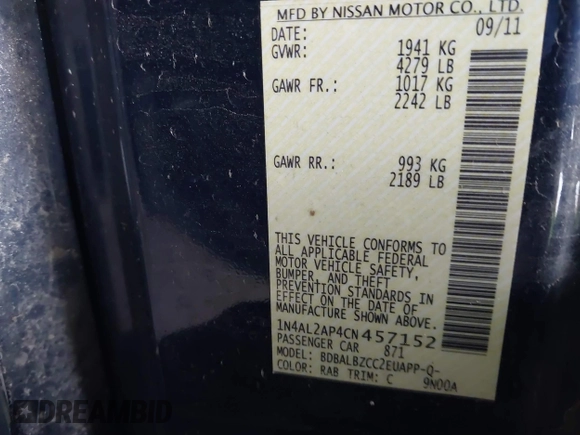 MFD BY NISSAN MOTOR CO., LTD.
DATE: 09/11
GVWR: 1941 KG
4279 LB
GAWR FR.: 1017 KG
2242 LB
GAWR RR.: 993 KG
2189 LB
THIS VEHICLE CONFORMS TO
ALL APPLICABLE FEDERAL
MOTOR VEHICLE SAFETY,
BUMPER, AND THEFT
PREVENTION STANDARDS IN
EFFECT ON THE DATE OF
MANUFACTURE SHOWN ABOVE.
1N4AL2AP4CN457152
PASSENGER CAR 871
MODEL: BDBALBZCC2EUAPP-Q-
COLOR: RAB TRIM: C 9N00A
DREAMBID